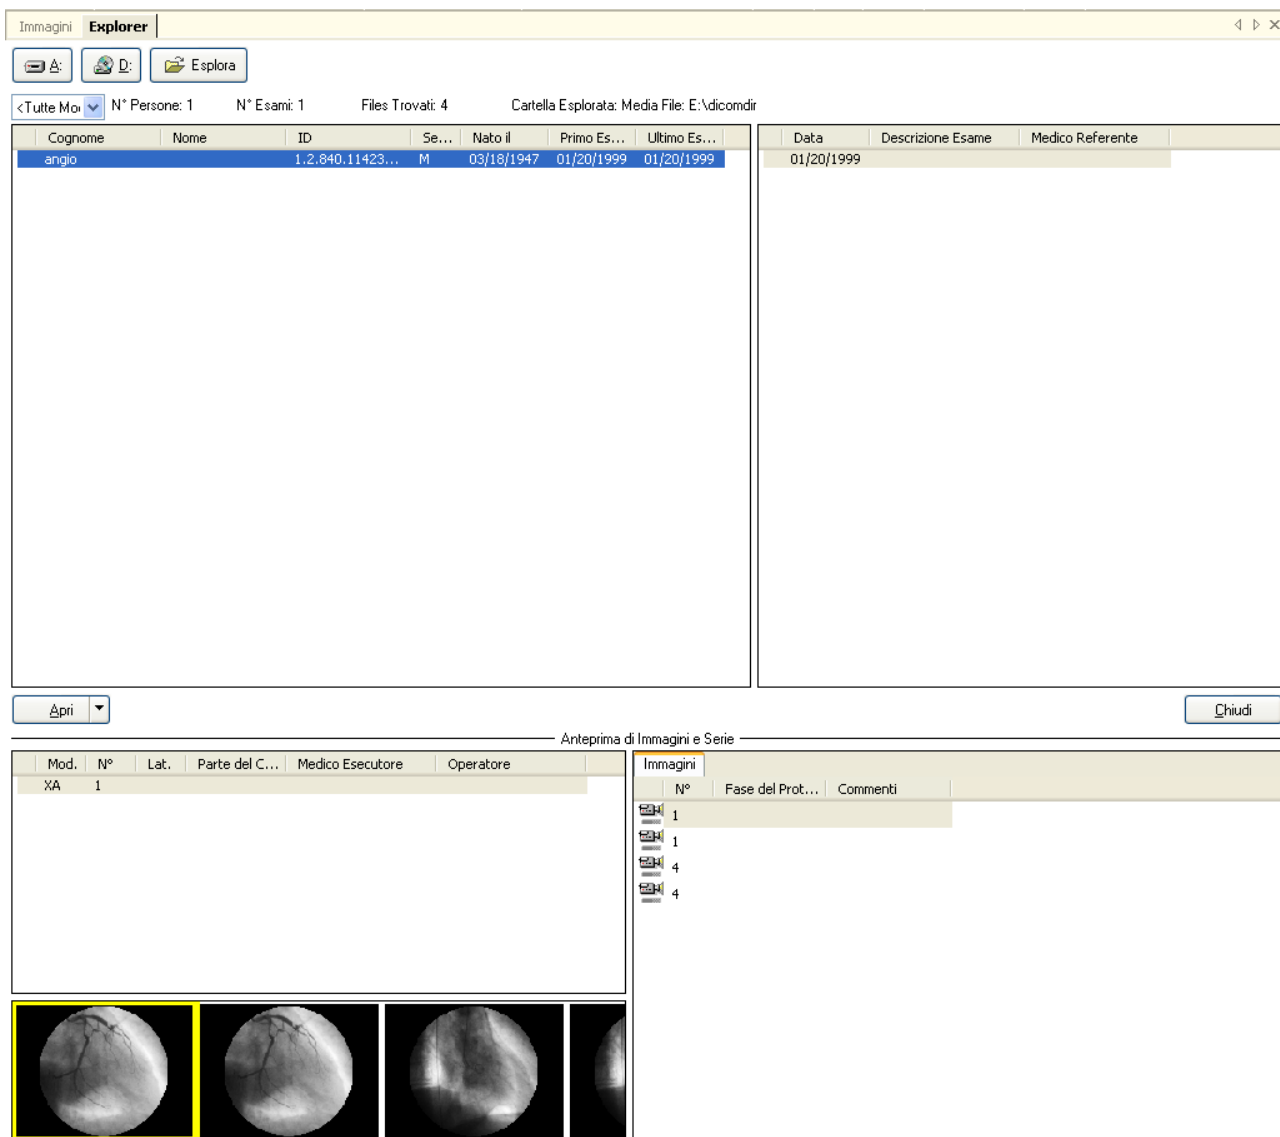 Immagini Explorer
A: D: Esplora
<Tutte Mo N° Persone: 1 N° Esami: 1 Files Trovati: 4 Cartella Esplorata: Media File: E:\dicomdir
Cognome Nome ID Se... Nato il Primo Es... Ultimo Es... Data Descrizione Esame Medico Referente
angio 1.2.840.11423... M 03/18/1947 01/20/1999 01/20/1999 01/20/1999
Apri Chiudi
Anteprima di Immagini e Serie
Mod. N° Lat. Parte del C... Medico Esecutore Operatore Immagini
XA 1 N° Fase del Prot... Commenti
1
1
4
4